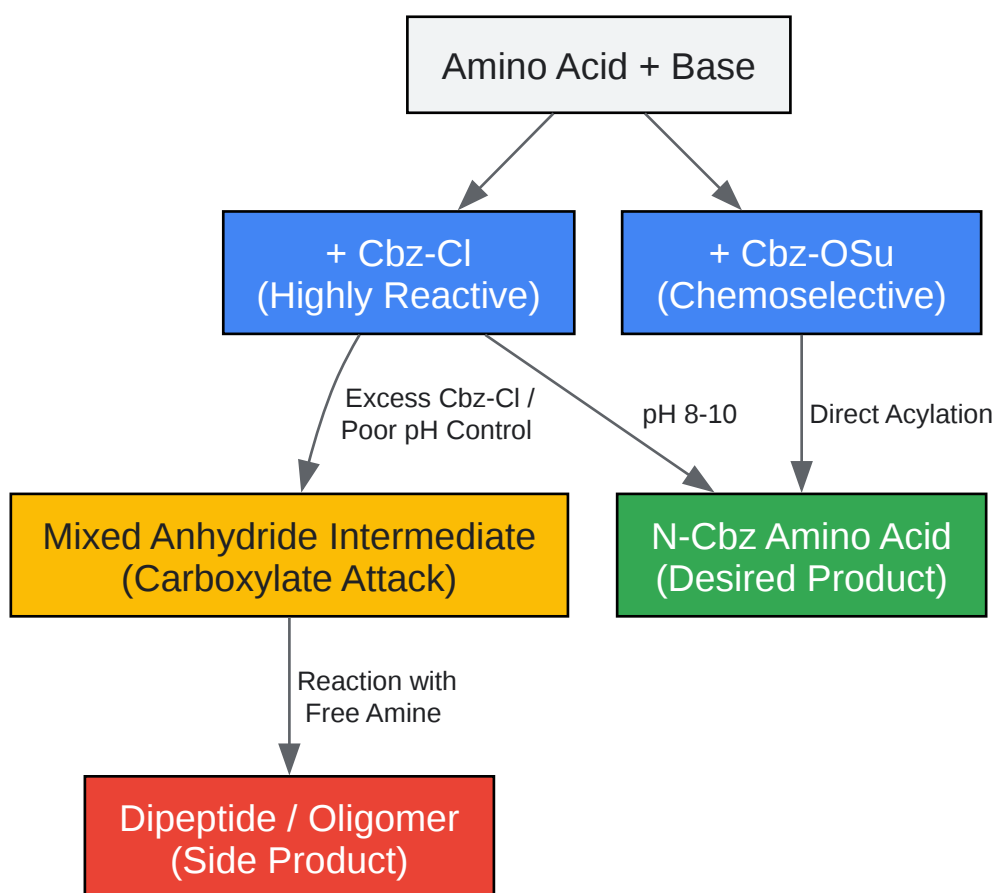 Amino Acid + Base
+ Cbz-Cl
(Highly Reactive)
+ Cbz-OSu
(Chemoselective)
Excess Cbz-Cl /
Poor pH Control
pH 8-10
Direct Acylation
Mixed Anhydride Intermediate
(Carboxylate Attack)
N-Cbz Amino Acid
(Desired Product)
Reaction with
Free Amine
Dipeptide / Oligomer
(Side Product)